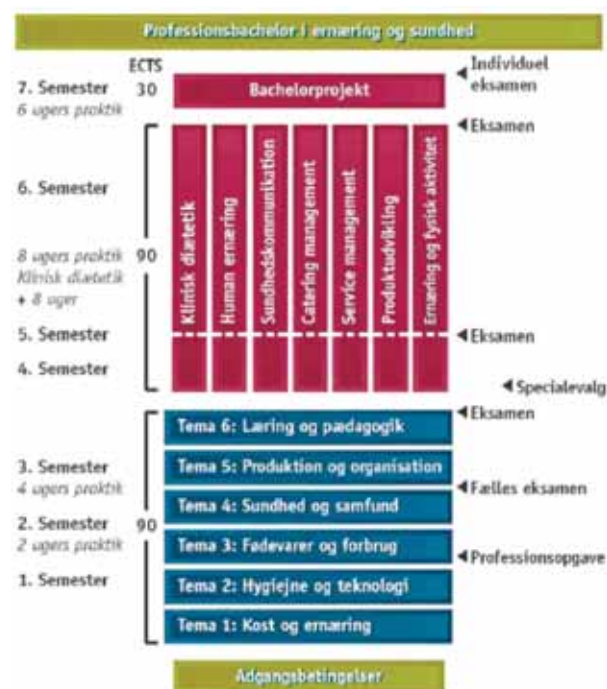 Professionsbachelor i ernæring og sundhed
ECTS
7. Semester
30
6 ugers praktik
Bachelorprojekt
Individuel
eksamen
Eksamen
6. Semester
8 ugers praktik
90
Klinisk diætetik
+ 8 uger
5. Semester
4. Semester
Klinisk diætetik
Human ernæring
Sundhedskommunikation
Catering management
Service management
Produktudvikling
Ernæring og fysisk aktivitet
Eksamen
Specialevalg
Eksamen
Tema 6: Læring og pædagogik
3. Semester
4 ugers praktik
Tema 5: Produktion og organisation
Fælles eksamen
2. Semester
90
2 ugers praktik
Tema 4: Sundhed og samfund
Tema 3: Fødevarer og forbrug
Professionsopgave
1. Semester
Tema 2: Hygiejne og teknologi
Tema 1: Kost og ernæring
Adgangsbetingelser